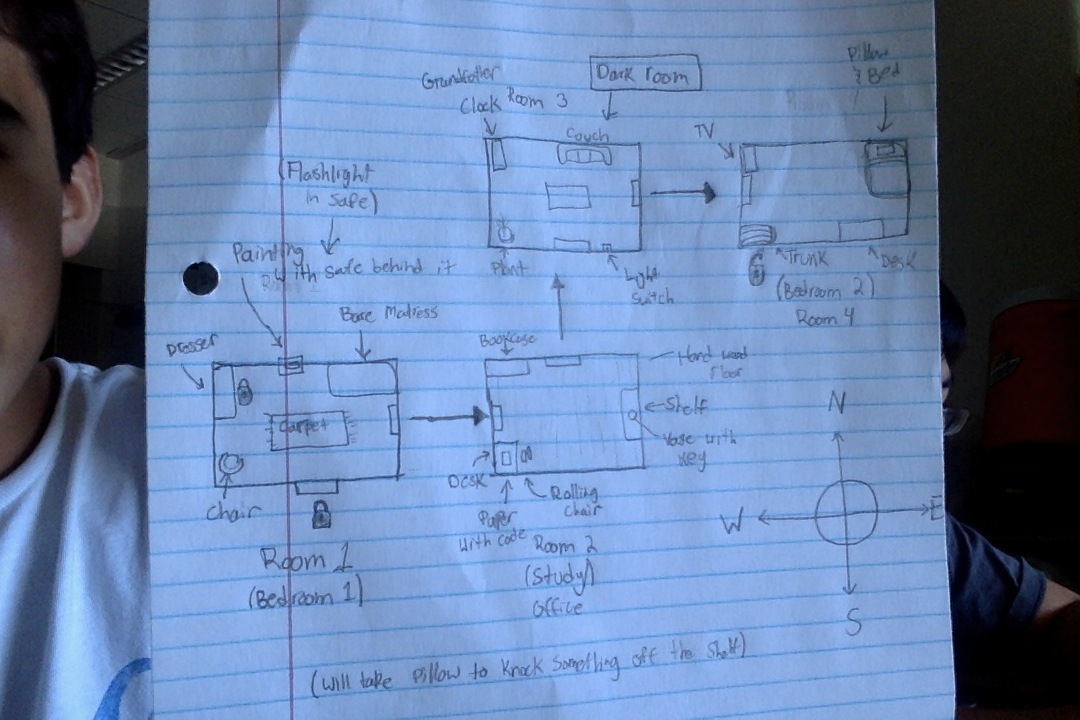 Grandfather
Clock
Room 3
Dark room
Pillow
& Bed
TV
Couch
Flashlight
in safe)
Painting
with safe behind it
Plant
Light
Switch
Trunk
Desk
(Bedroom 2)
Room 4
Dresser
Bare Matress
Bookcase
Hard wood
floor
Carpet
Shelf
Vase with
key
Chair
Desk
Paper
with code
Rolling
chair
Room 1
(Bedroom 1)
Room 2
(Study)
Office
N
W
E
S
(Will take pillow to knock something off the shelf)